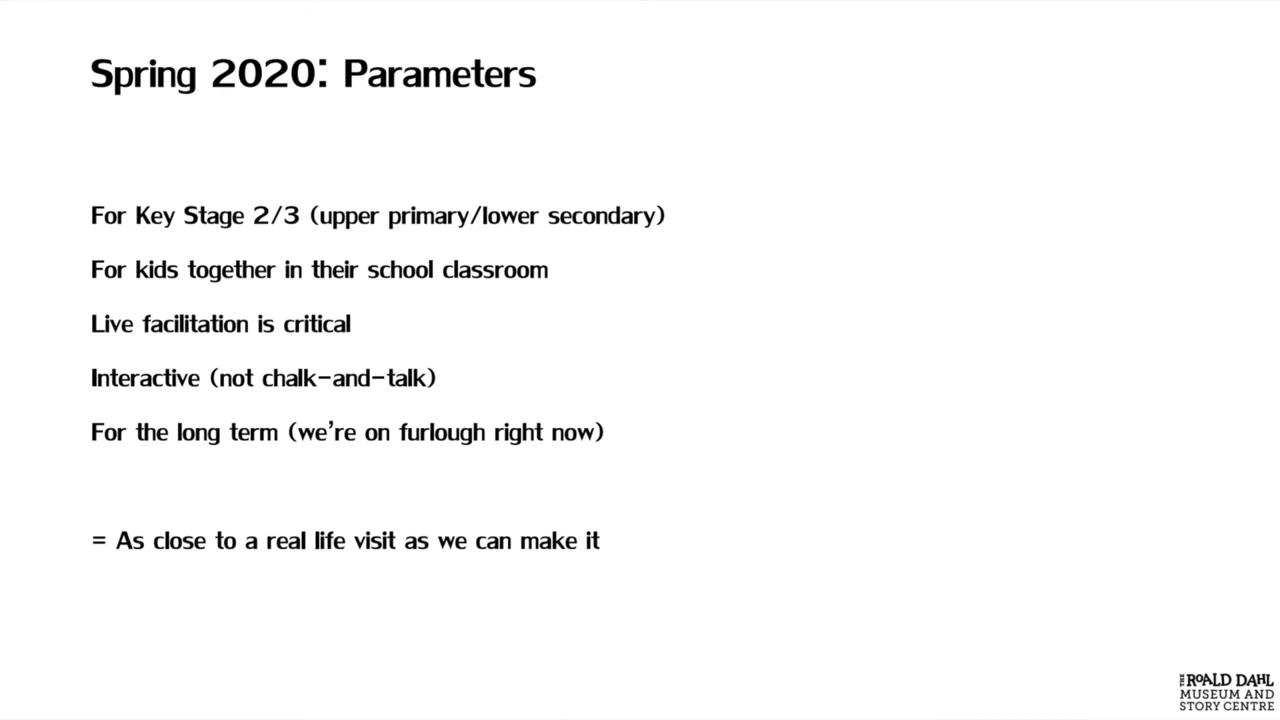 Spring 2020: Parameters
For Key Stage 2/3 (upper primary/lower secondary)
For kids together in their school classroom
Live facilitation is critical
Interactive (not chalk-and-talk)
For the long term (we're on furlough right now)
= As close to a real life visit as we can make it
THE ROALD DAHL
MUSEUM AND
STORY CENTRE